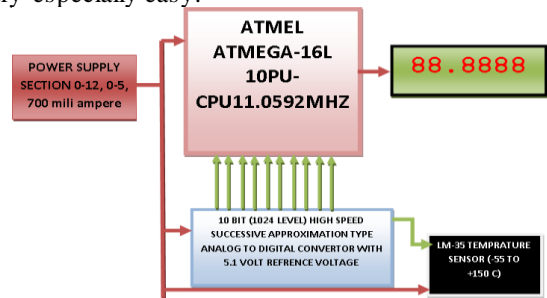 especially easy.
ATMEL
ATMEGA-16L
10PU-
CPU11.0592MHZ
POWER SUPPLY
SECTION 0-12, 0-5,
700 mili ampere
88.8888
10 BIT (1024 LEVEL) HIGH SPEED
SUCCESSIVE APPROXIMATION TYPE
ANALOG TO DIGITAL CONVERTOR WITH
5.1 VOLT REFRENCE VOLTAGE
LM-35 TEMPRATURE
SENSOR (-55 TO
+150 C)